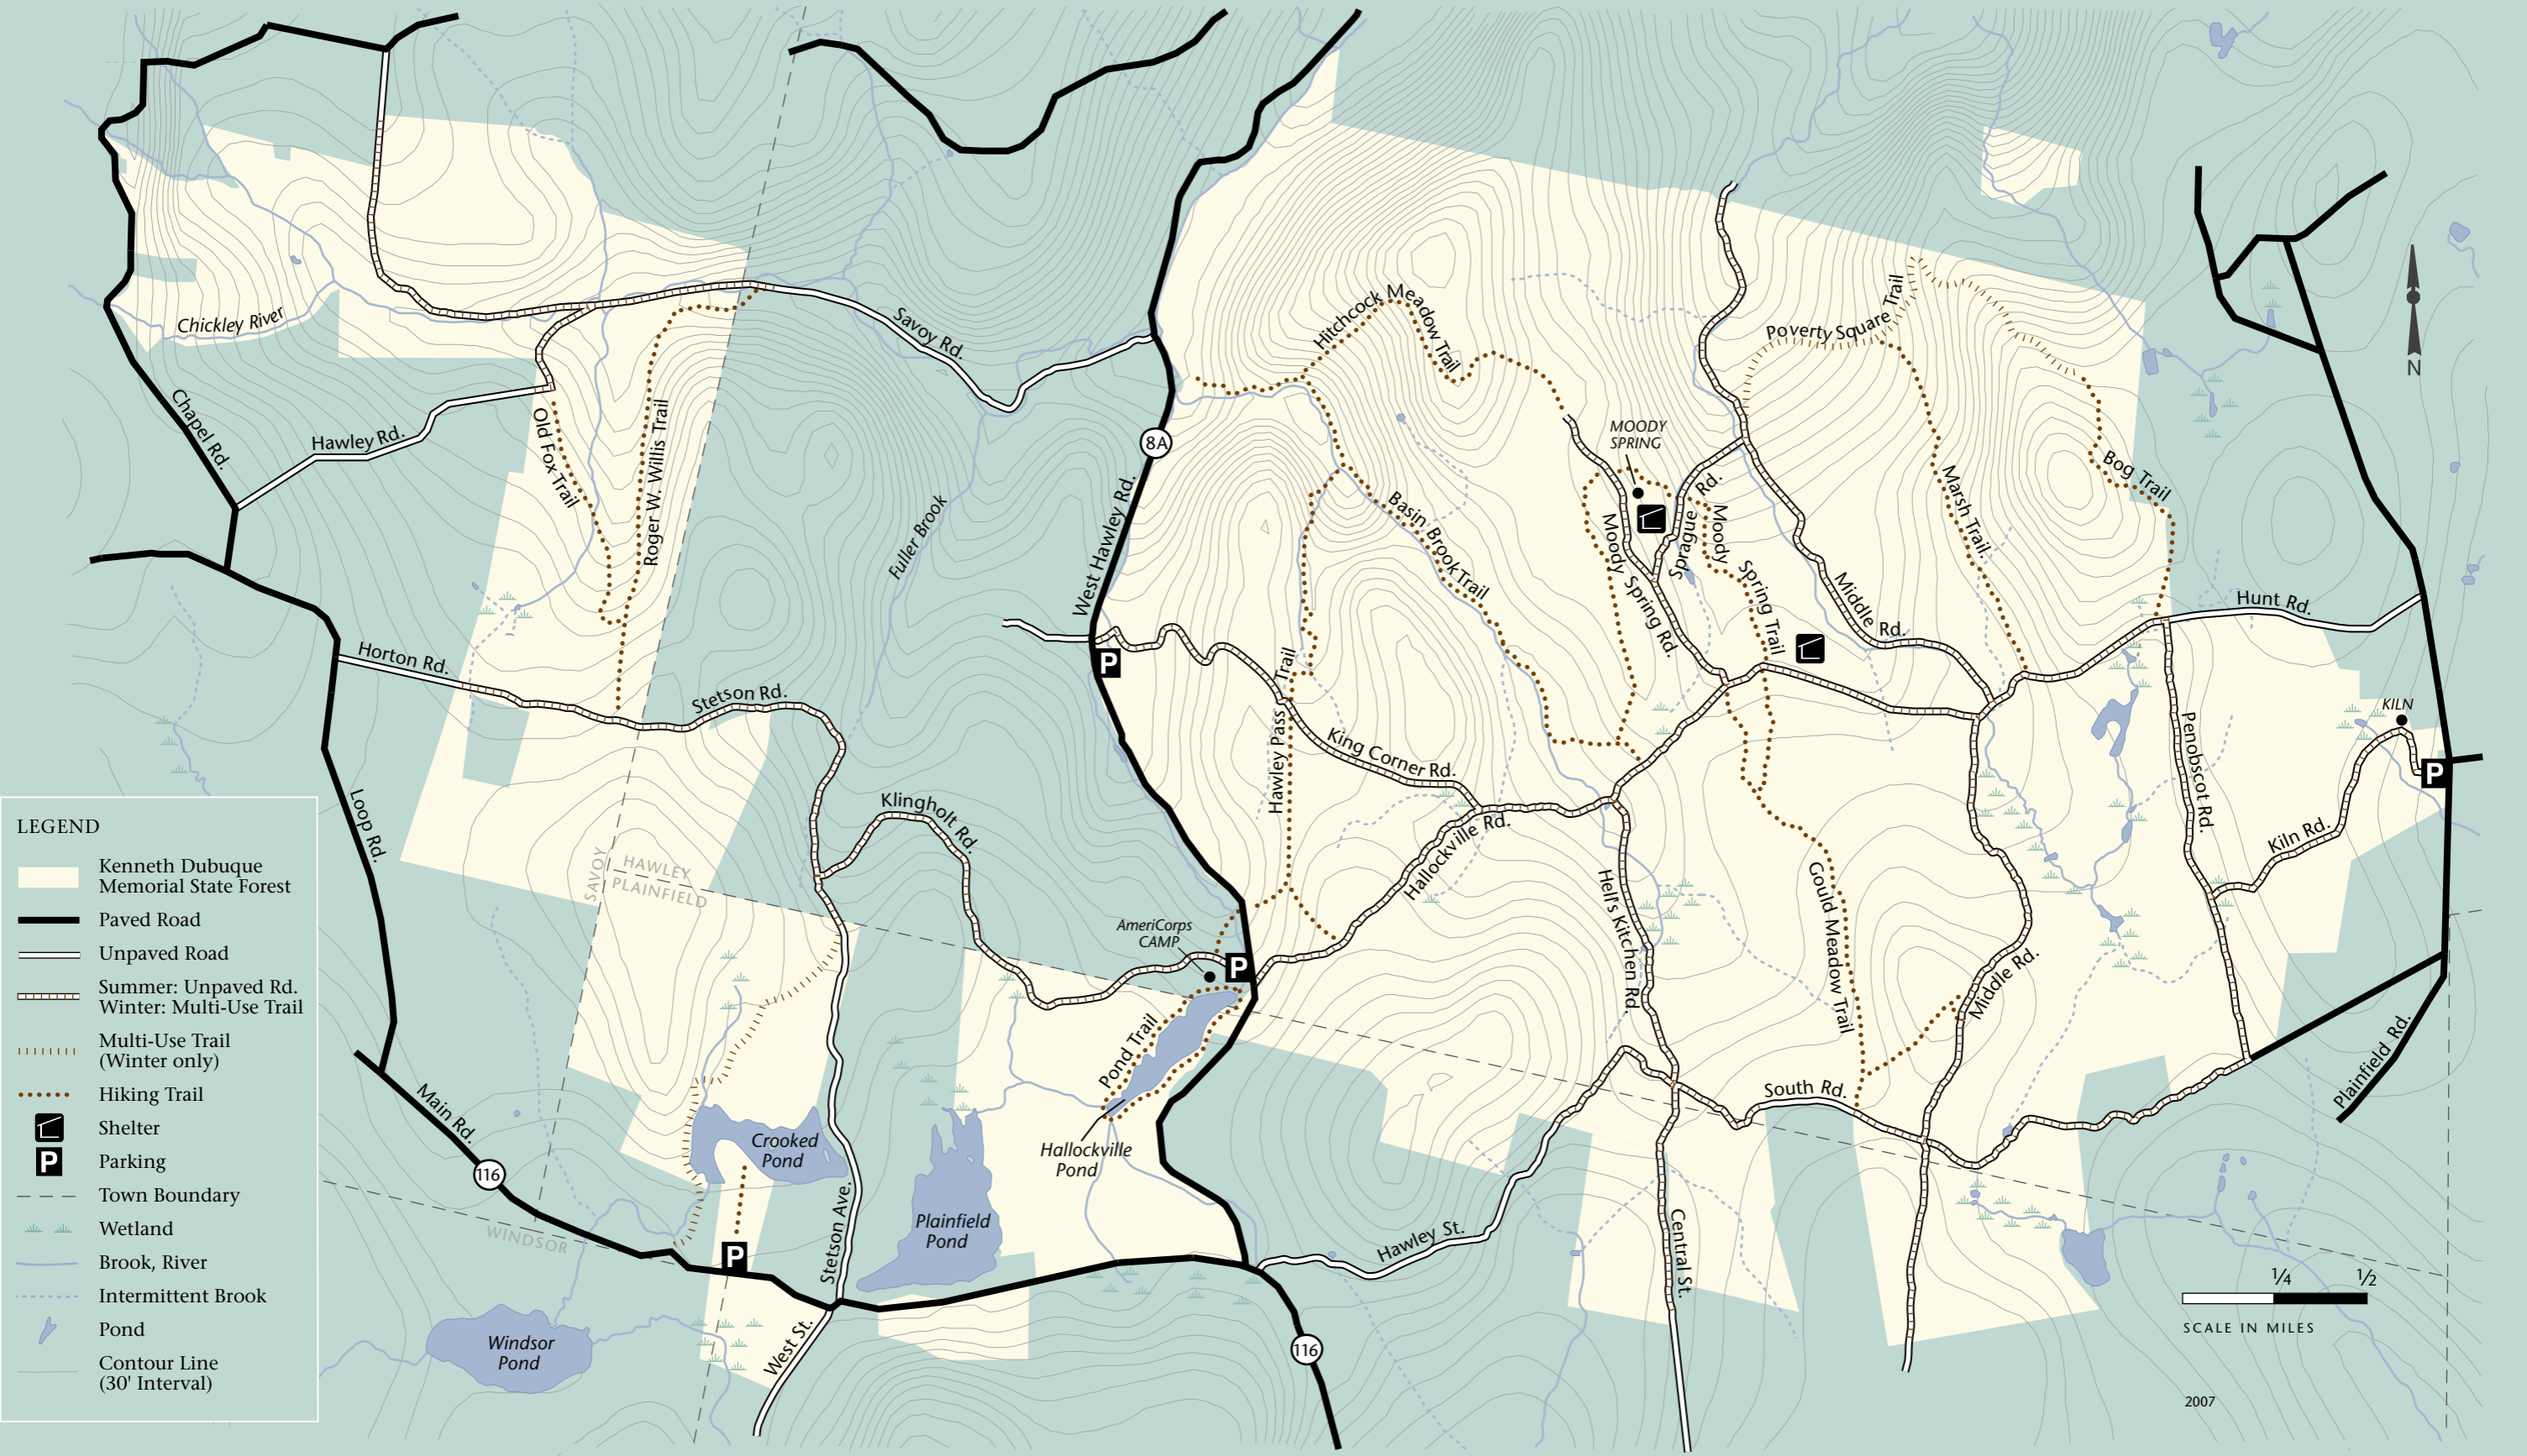 Chickley River
Savoy Rd.
Chapel Rd.
Hawley Rd.
Old Fox Trail
Roger W. Willis Trail
Fuller Brook
8A
West Hawley Rd.
Hitchcock Meadow Trail
Basin Brook Trail
MOODY
SPRING
Sprague Rd.
Moody Spring Rd.
Moody Spring Trail
Poverty Square Trail
Marsh Trail.
Bog Trail
Middle Rd.
Hunt Rd.
N
Horton Rd.
Stetson Rd.
P
Hawley Pass Trail
King Corner Rd.
Hallockville Rd.
Penobscot Rd.
KILN
P
Kiln Rd.
Loop Rd.
Klingholt Rd.
SAVOY
HAWLEY
PLAINFIELD
AmeriCorps
CAMP
P
Hell's Kitchen Rd.
Gould Meadow Trail
Middle Rd.
Pond Trail
Hallockville
Pond
South Rd.
Plainfield Rd.
Main Rd.
116
Crooked
Pond
Plainfield
Pond
Stetson Ave.
WINDSOR
P
Hawley St.
Central St.
Windsor
Pond
West St.
116
1/4
1/2
SCALE IN MILES
2007
LEGEND
Kenneth Dubuque
Memorial State Forest
Paved Road
Unpaved Road
Summer: Unpaved Rd.
Winter: Multi-Use Trail
Multi-Use Trail
(Winter only)
Hiking Trail
Shelter
P Parking
Town Boundary
Wetland
Brook, River
Intermittent Brook
Pond
Contour Line
(30' Interval)